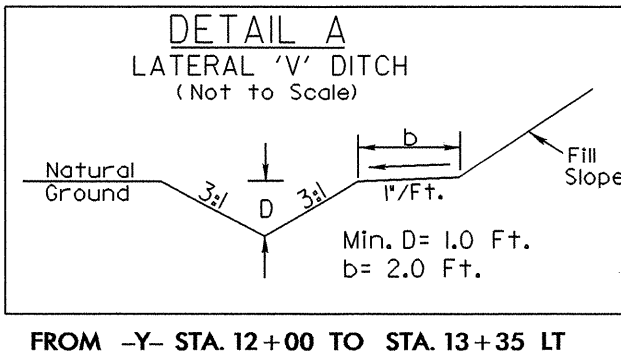 DETAIL A
LATERAL 'V' DITCH
(Not to Scale)
b
Natural
Ground
3:1
D
3:1
1"/Ft.
Fill
Slope
Min. D= 1.0 Ft.
b= 2.0 Ft.
FROM -Y- STA. 12+00 TO STA. 13+35 LT